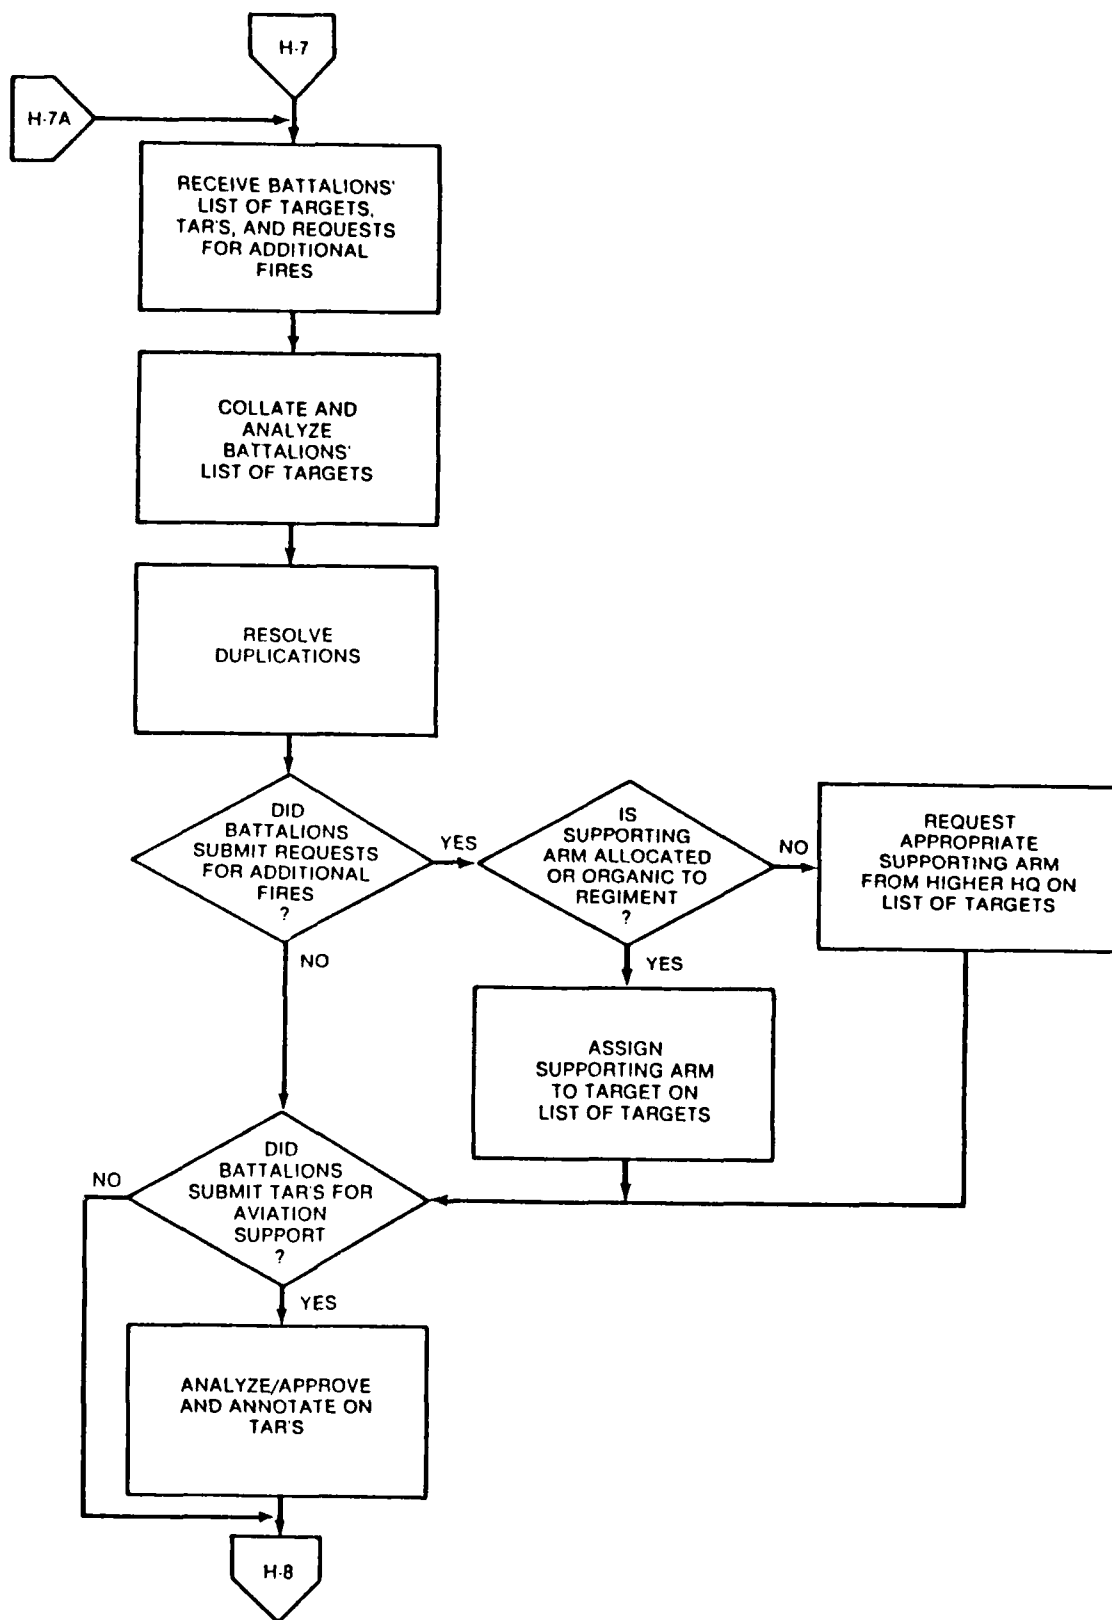 H-7
H-7A
RECEIVE BATTALIONS'
LIST OF TARGETS,
TAR'S, AND REQUESTS
FOR ADDITIONAL
FIRES
COLLATE AND
ANALYZE
BATTALIONS'
LIST OF TARGETS
RESOLVE
DUPLICATIONS
DID
BATTALIONS
SUBMIT REQUESTS
FOR ADDITIONAL
FIRES
?
YES
IS
SUPPORTING
ARM ALLOCATED
OR ORGANIC TO
REGIMENT
?
NO
REQUEST
APPROPRIATE
SUPPORTING ARM
FROM HIGHER HQ ON
LIST OF TARGETS
NO
YES
ASSIGN
SUPPORTING ARM
TO TARGET ON
LIST OF TARGETS
DID
BATTALIONS
SUBMIT TAR'S FOR
AVIATION
SUPPORT
?
NO
YES
ANALYZE/APPROVE
AND ANNOTATE ON
TAR'S
H-8